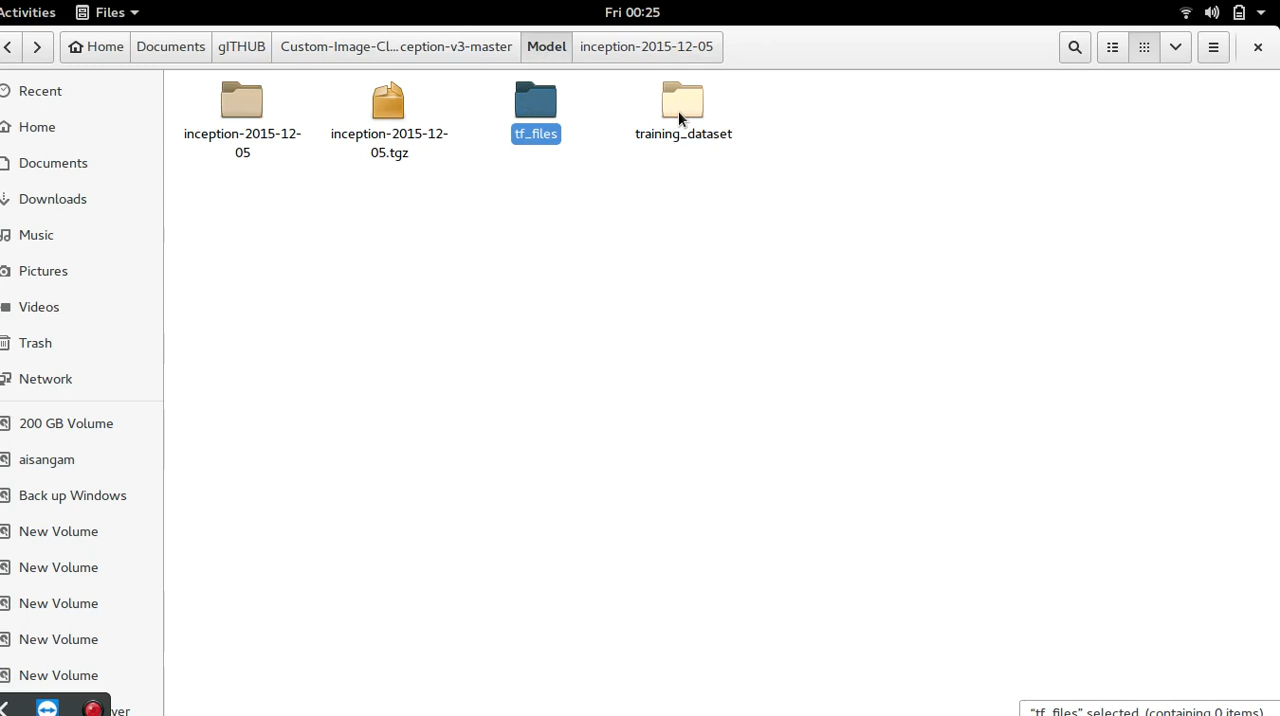 Activities
Files
Fri 00:25
Home
Documents
gITHUB
Custom-Image-Cl...ception-v3-master
Model
inception-2015-12-05
Recent
Home
Documents
Downloads
Music
Pictures
Videos
Trash
Network
200 GB Volume
aisangam
Back up Windows
New Volume
New Volume
New Volume
New Volume
New Volume
ver
inception-2015-12-
05
inception-2015-12-
05.tgz
tf_files
training_dataset
"tf_files" selected (containing 0 items)